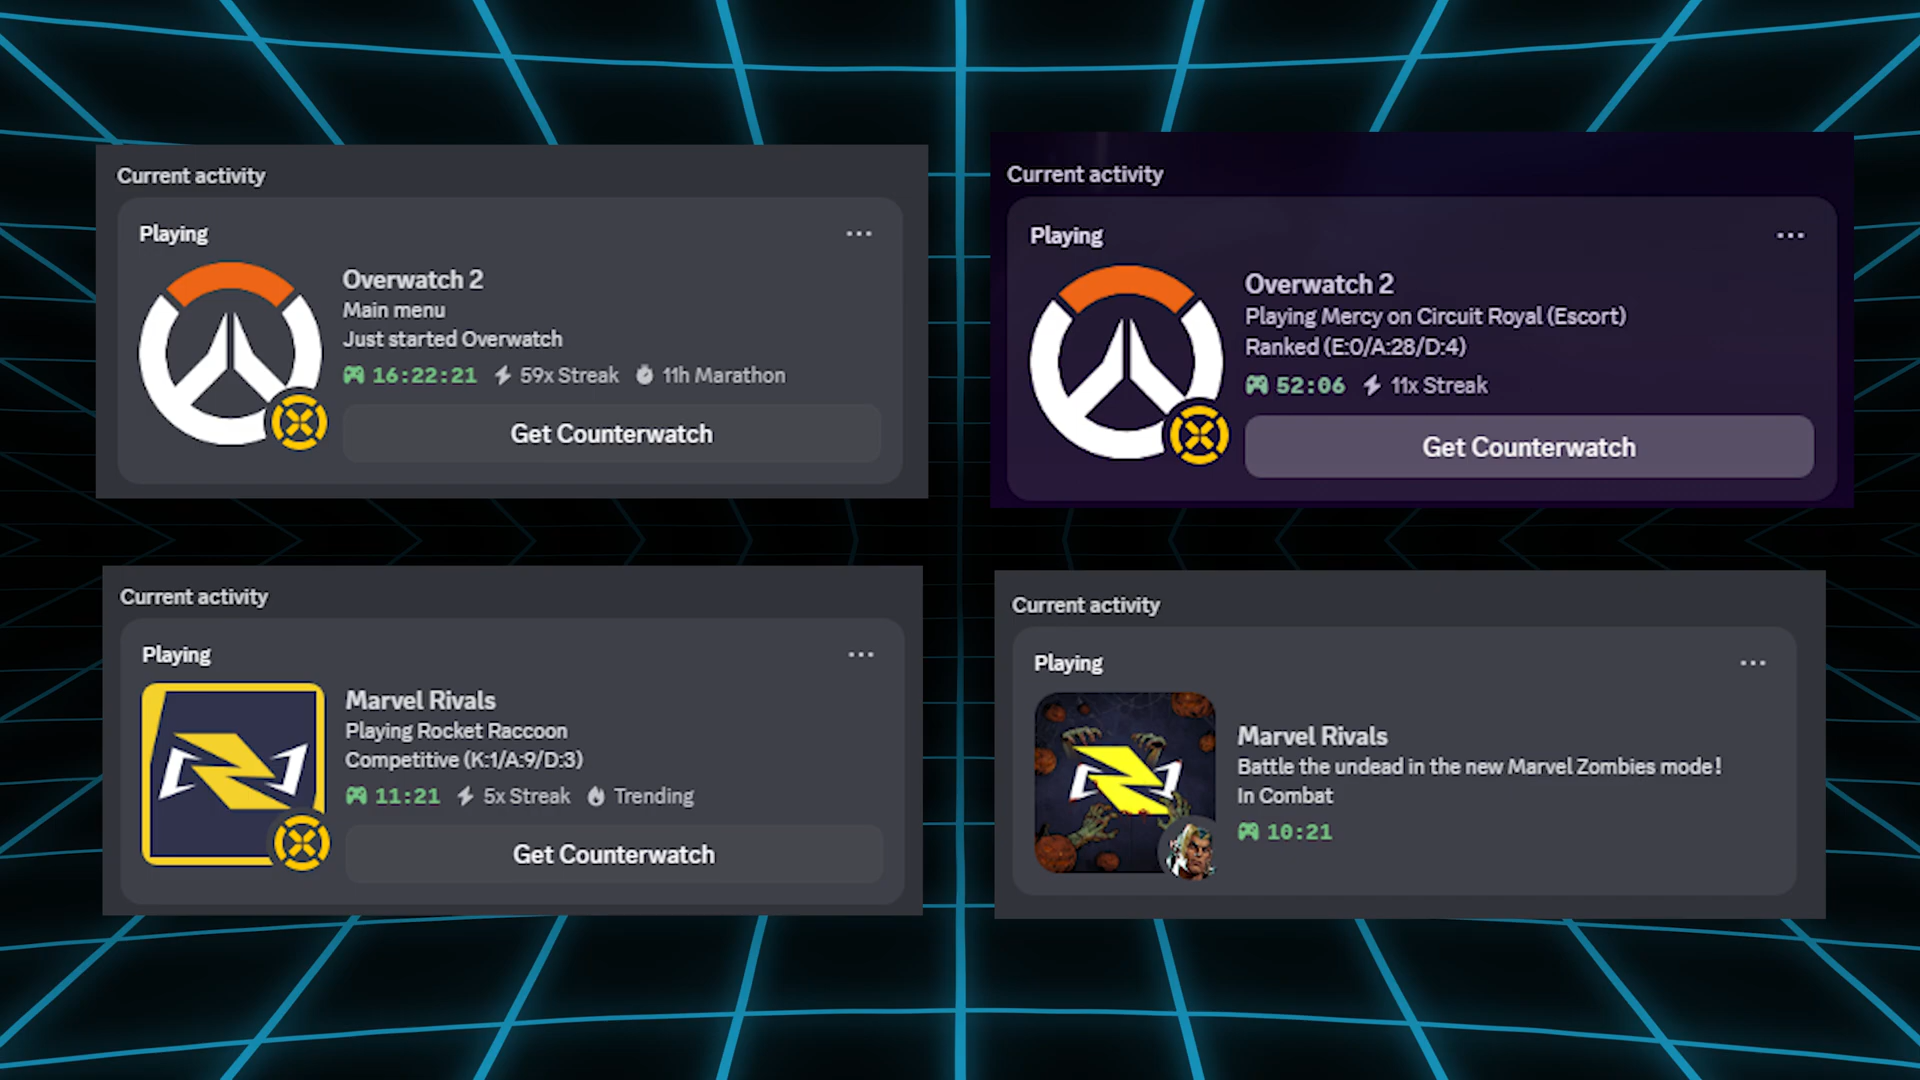 Current activity
Playing
Overwatch 2
Main menu
Just started Overwatch
16:22:21 59x Streak 11h Marathon
Get Counterwatch
Current activity
Playing
Overwatch 2
Playing Mercy on Circuit Royal (Escort)
Ranked (E:0/A:28/D:4)
52:06 11x Streak
Get Counterwatch
Current activity
Playing
Marvel Rivals
Playing Rocket Raccoon
Competitive (K:1/A:9/D:3)
11:21 5x Streak Trending
Get Counterwatch
Current activity
Playing
Marvel Rivals
Battle the undead in the new Marvel Zombies mode!
In Combat
10:21